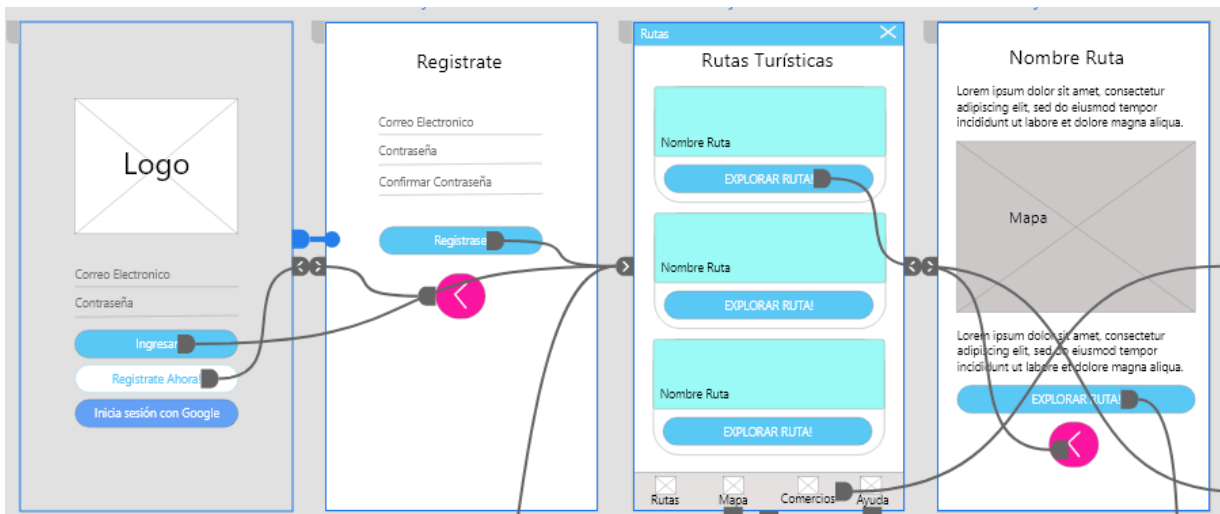 Logo
Correo Electronico
Contraseña
Ingresar
Registrate Ahora!
Inicia sesión con Google
Registrate
Correo Electronico
Contraseña
Confirmar Contraseña
Registrase
Rutas
Rutas Turísticas
Nombre Ruta
EXPLORAR RUTA!
Nombre Ruta
EXPLORAR RUTA!
Nombre Ruta
EXPLORAR RUTA!
Rutas Mapa Comercios Ayuda
Nombre Ruta
Lorem ipsum dolor sit amet, consectetur
adipiscing elit, sed do eiusmod tempor
incididunt ut labore et dolore magna aliqua.
Mapa
Lorem ipsum dolor sit amet, consectetur
adipiscing elit, sed do eiusmod tempor
incididunt ut labore et dolore magna aliqua.
EXPLORAR RUTA!